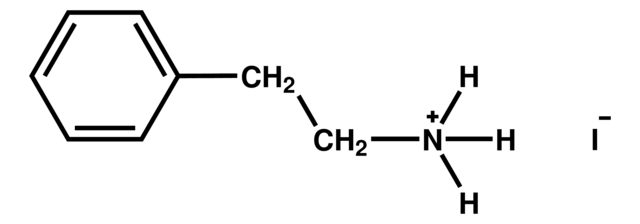 H
CH₂
+
CH₂ N H I⁻
H